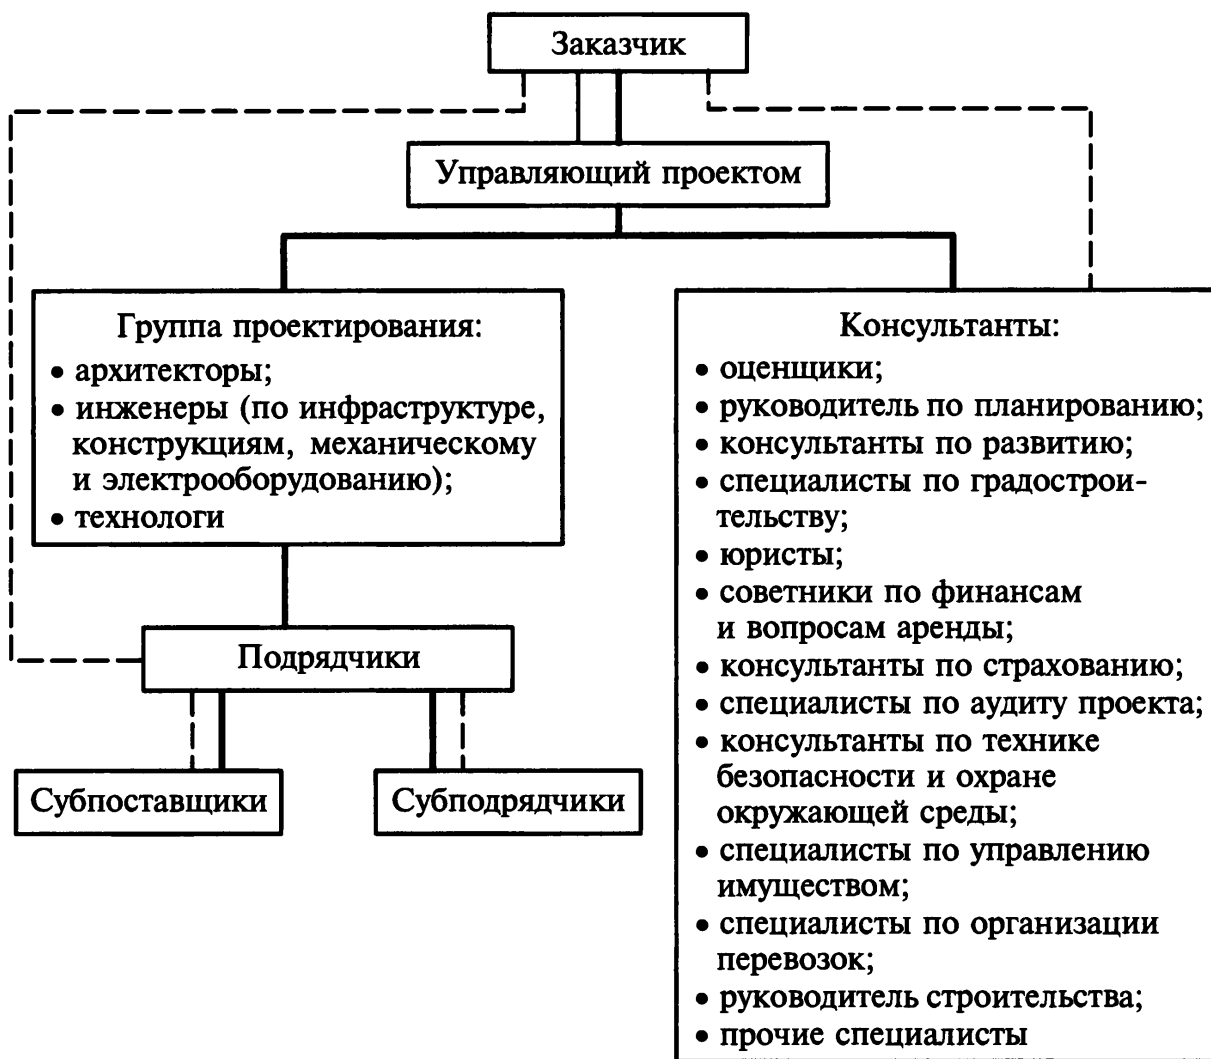 Заказчик
Управляющий проектом
Группа проектирования:
• архитекторы;
• инженеры (по инфраструктуре,
конструкциям, механическому
и электрооборудованию);
• технологи
Подрядчики
Субпоставщики
Субподрядчики
Консультанты:
• оценщики;
• руководитель по планированию;
• консультанты по развитию;
• специалисты по градострои-
тельству;
• юристы;
• советники по финансам
и вопросам аренды;
• консультанты по страхованию;
• специалисты по аудиту проекта;
• консультанты по технике
безопасности и охране
окружающей среды;
• специалисты по управлению
имуществом;
• специалисты по организации
перевозок;
• руководитель строительства;
• прочие специалисты